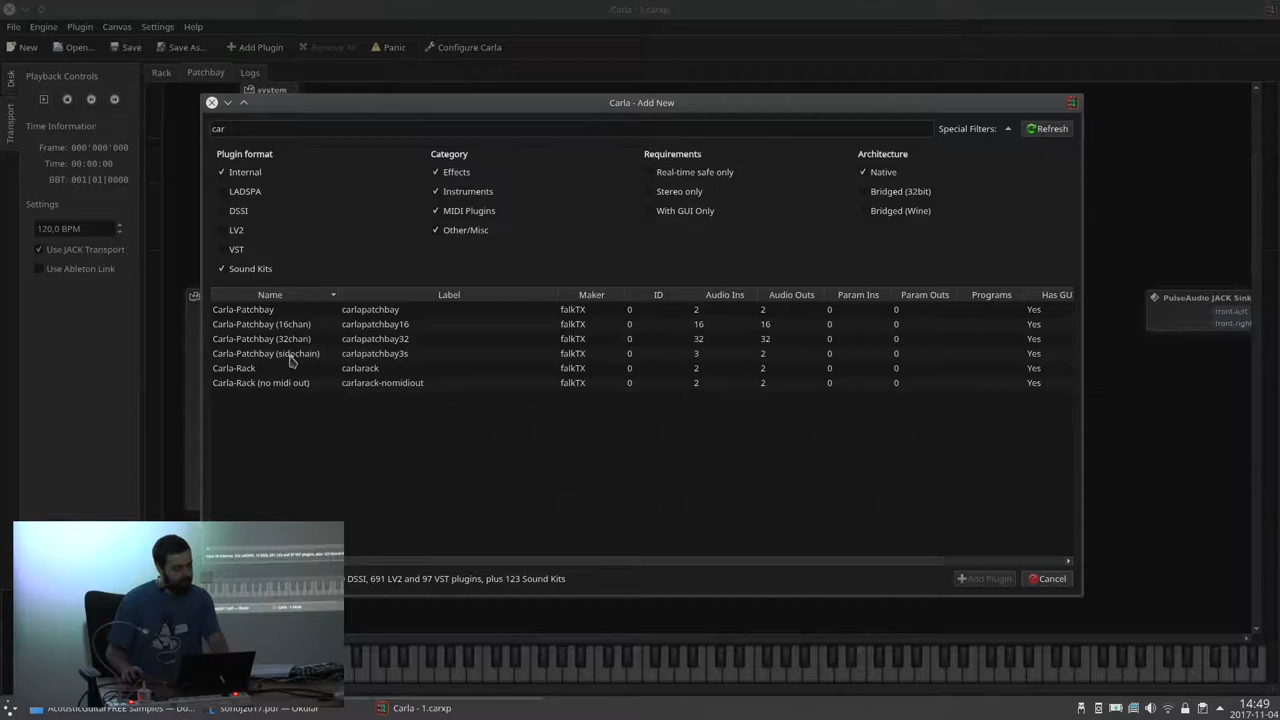 Carla - 1.carxp
File Engine Plugin Canvas Settings Help
New Open... Save Save As... Add Plugin Remove All Panic Configure Carla
Disk
Transport
Playback Controls
Time Information
Frame: 000'000'000
Time: 00:00:00
BBT: 001|01|0000
Settings
120,0 BPM
Use JACK Transport
Use Ableton Link
Rack Patchbay Logs
system
Carla - Add New
car
Special Filters: Refresh
Plugin format Category Requirements Architecture
Internal Effects Real-time safe only Native
LADSPA Instruments Stereo only Bridged (32bit)
DSSI MIDI Plugins With GUI Only Bridged (Wine)
LV2 Other/Misc
VST
Sound Kits
Name Label Maker ID Audio Ins Audio Outs Param Ins Param Outs Programs Has GU
Carla-Patchbay carlapatchbay falkTX 0 2 2 0 0 Yes
Carla-Patchbay (16chan) carlapatchbay16 falkTX 0 16 16 0 0 Yes
Carla-Patchbay (32chan) carlapatchbay32 falkTX 0 32 32 0 0 Yes
Carla-Patchbay (sidechain) carlapatchbay3s falkTX 0 3 2 0 0 Yes
Carla-Rack carlarack falkTX 0 2 2 0 0 Yes
Carla-Rack (no midi out) carlarack-nomidiout falkTX 0 2 2 0 0 Yes
DSSI, 691 LV2 and 97 VST plugins, plus 123 Sound Kits
Add Plugin Cancel
PulseAudio JACK Sink
front-left
front-right
AcousticGuitarFREE Samples — Do... sonoj2017.pdf — Okular Carla - 1.carxp
14:49
2017-11-04